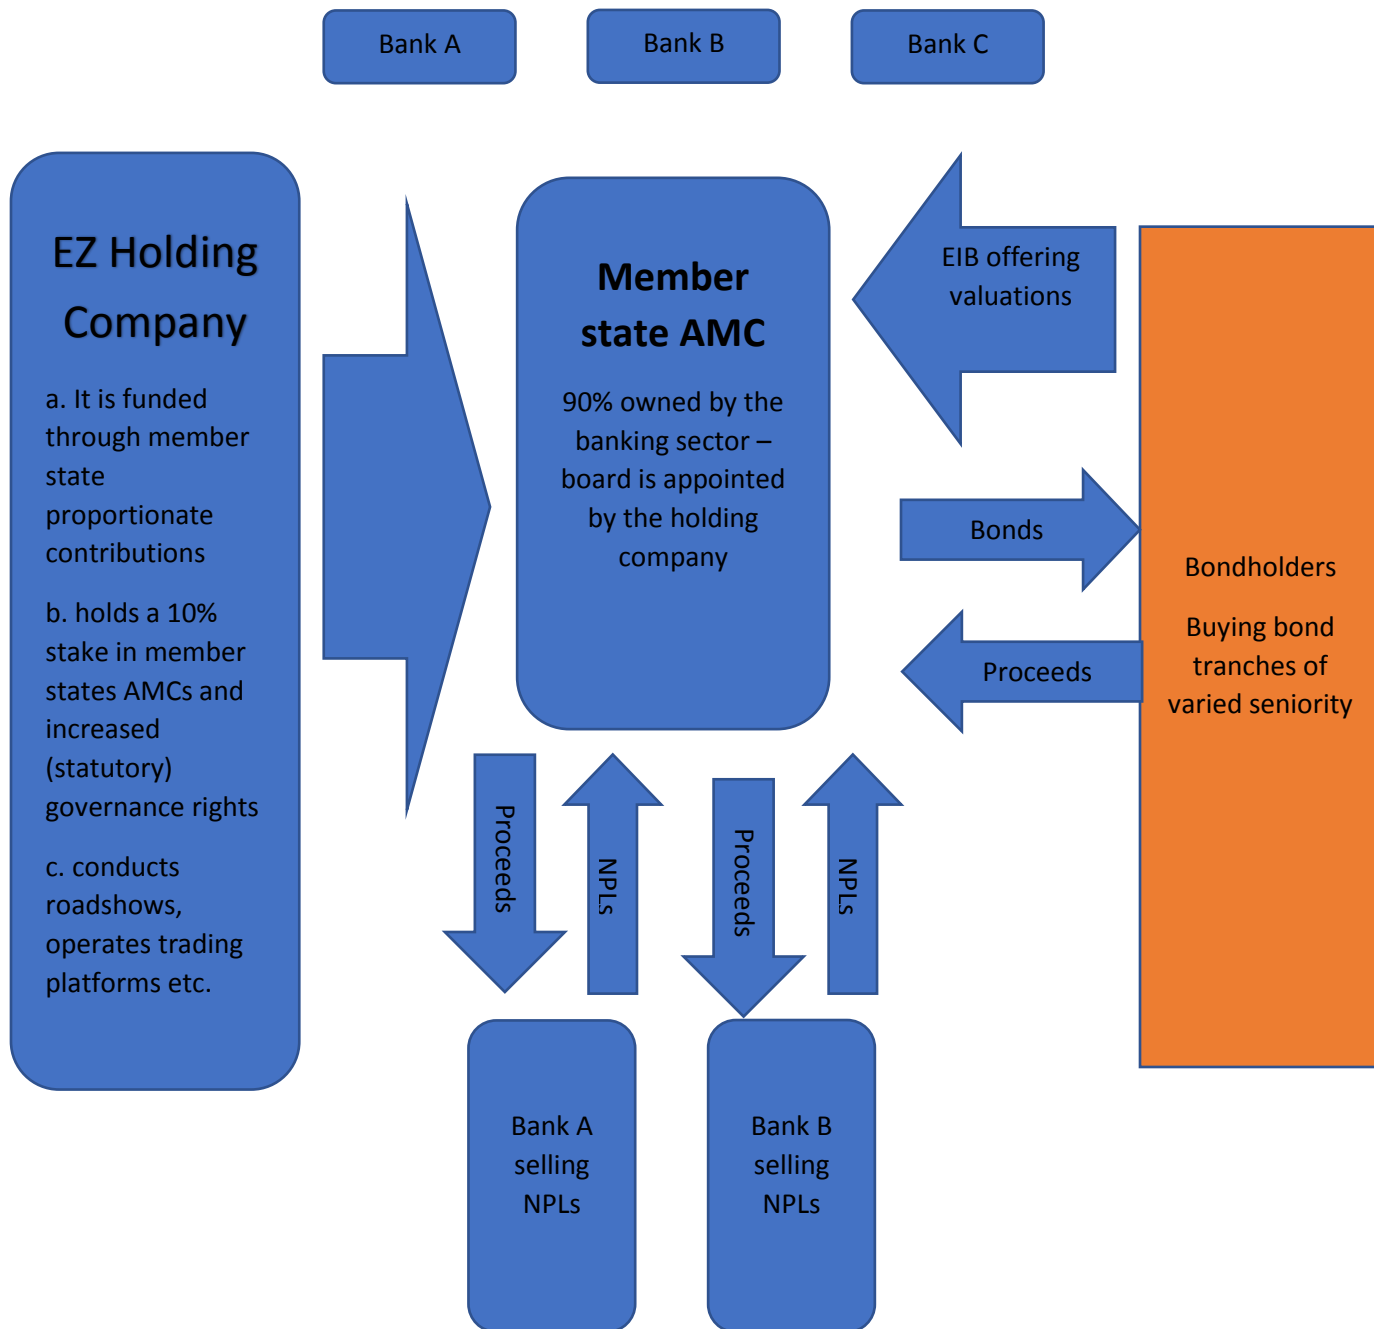 Bank A
Bank B
Bank C
EZ Holding
Company
a. It is funded
through member
state
proportionate
contributions
b. holds a 10%
stake in member
states AMCs and
increased
(statutory)
governance rights
c. conducts
roadshows,
operates trading
platforms etc.
Member
state AMC
90% owned by the
banking sector –
board is appointed
by the holding
company
EIB offering
valuations
Bonds
Proceeds
Bondholders
Buying bond
tranches of
varied seniority
Proceeds
NPLs
Proceeds
NPLs
Bank A
selling
NPLs
Bank B
selling
NPLs